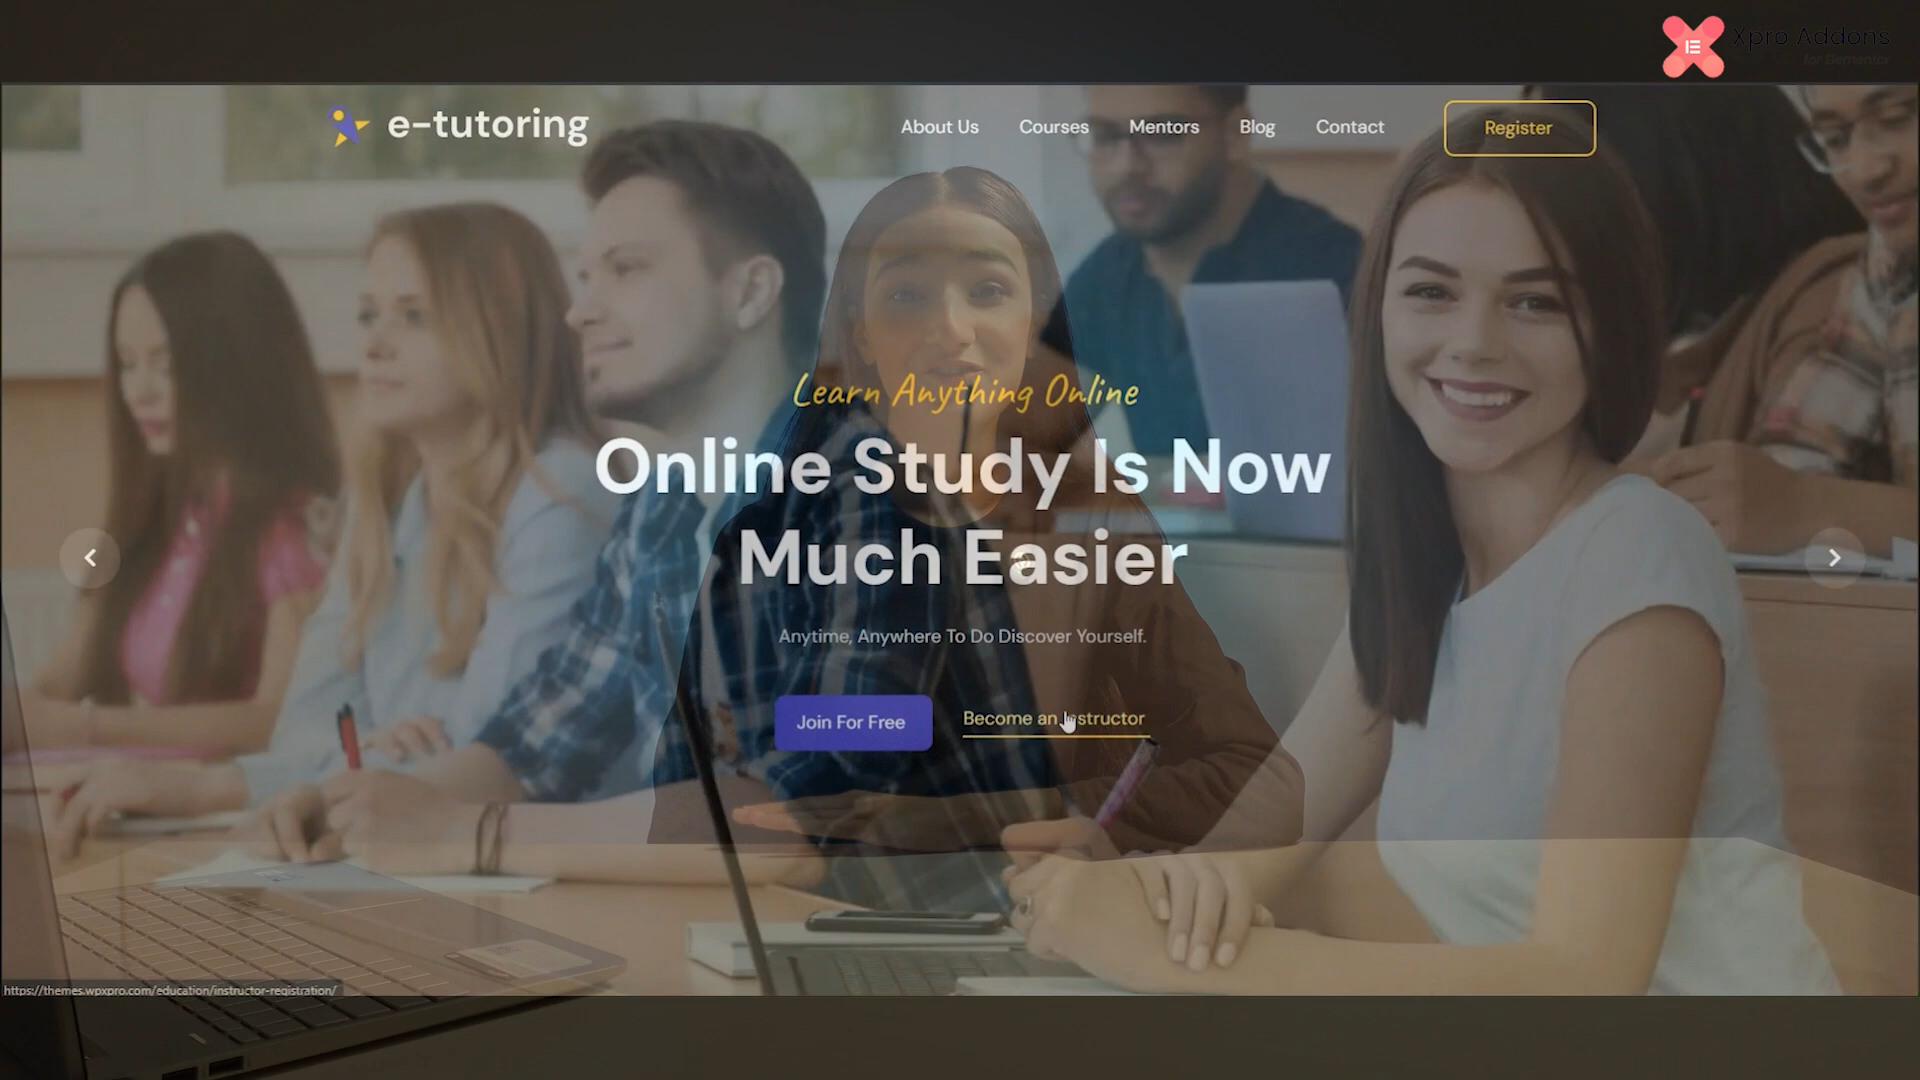 Xpro Addons
for Elementor
e-tutoring
About Us
Courses
Mentors
Blog
Contact
Register
Learn Anything Online
Online Study Is Now
Much Easier
Anytime, Anywhere To Do Discover Yourself.
Join For Free
Become an Instructor
https://themes.wpxpro.com/education/instructor-registration/